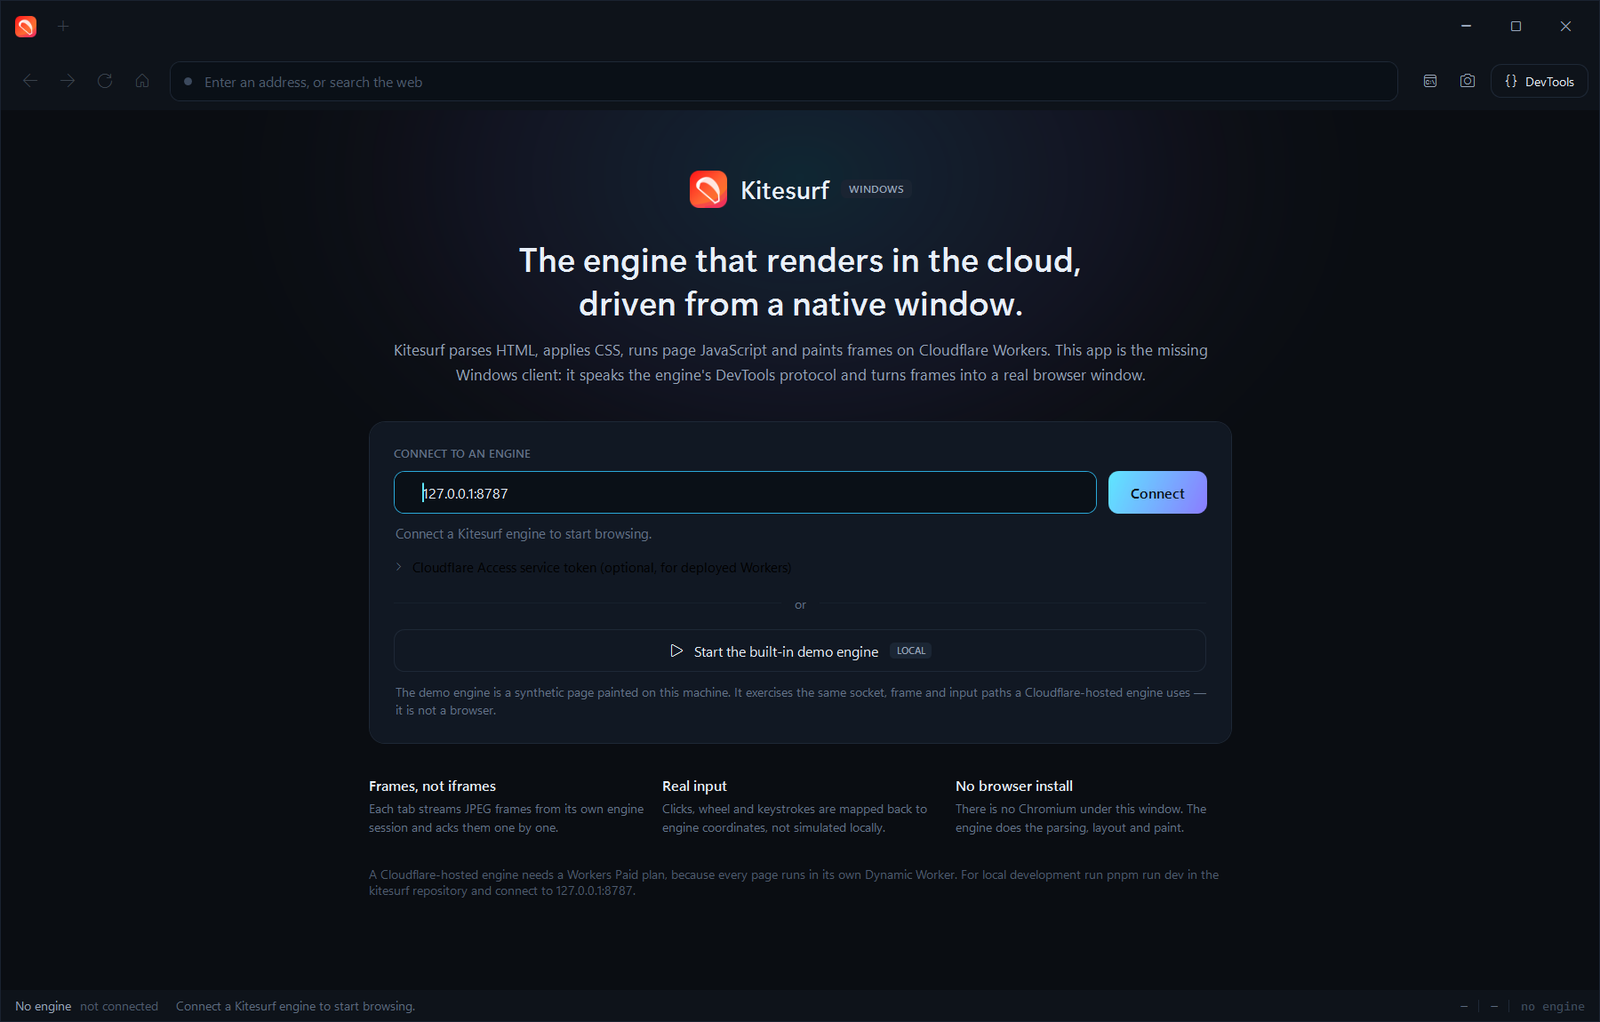 Enter an address, or search the web
{} DevTools
Kitesurf WINDOWS
The engine that renders in the cloud,
driven from a native window.
Kitesurf parses HTML, applies CSS, runs page JavaScript and paints frames on Cloudflare Workers. This app is the missing
Windows client: it speaks the engine's DevTools protocol and turns frames into a real browser window.
CONNECT TO AN ENGINE
127.0.0.1:8787
Connect
Connect a Kitesurf engine to start browsing.
Cloudflare Access service token (optional, for deployed Workers)
or
Start the built-in demo engine LOCAL
The demo engine is a synthetic page painted on this machine. It exercises the same socket, frame and input paths a Cloudflare-hosted engine uses —
it is not a browser.
Frames, not iframes
Each tab streams JPEG frames from its own engine
session and acks them one by one.
Real input
Clicks, wheel and keystrokes are mapped back to
engine coordinates, not simulated locally.
No browser install
There is no Chromium under this window. The
engine does the parsing, layout and paint.
A Cloudflare-hosted engine needs a Workers Paid plan, because every page runs in its own Dynamic Worker. For local development run pnpm run dev in the
kitesurf repository and connect to 127.0.0.1:8787.
No engine not connected Connect a Kitesurf engine to start browsing.
– – no engine